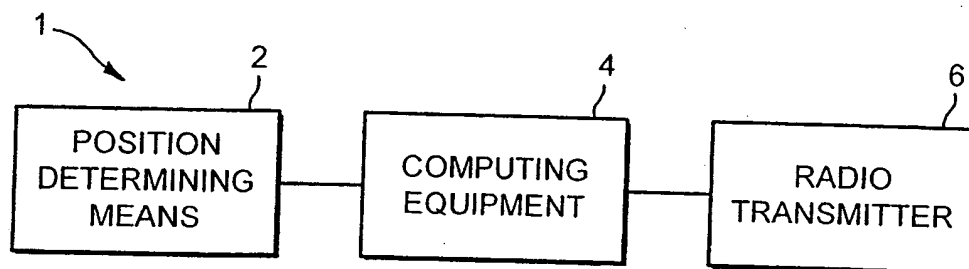 1
2
4
6
POSITION
DETERMINING
MEANS
COMPUTING
EQUIPMENT
RADIO
TRANSMITTER